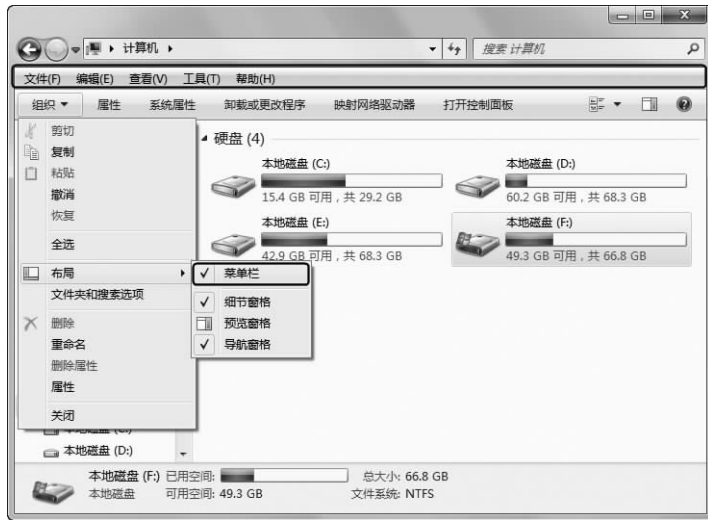 计算机
搜索 计算机
文件(F) 编辑(E) 查看(V) 工具(T) 帮助(H)
组织 属性 系统属性 卸载或更改程序 映射网络驱动器 打开控制面板
剪切
复制
粘贴
撤消
恢复
全选
布局
文件夹和搜索选项
删除
重命名
删除属性
属性
关闭
菜单栏
细节窗格
预览窗格
导航窗格
硬盘 (4)
本地磁盘 (C:)
15.4 GB 可用，共 29.2 GB
本地磁盘 (D:)
60.2 GB 可用，共 68.3 GB
本地磁盘 (E:)
42.9 GB 可用，共 68.3 GB
本地磁盘 (F:)
49.3 GB 可用，共 66.8 GB
本地磁盘 (C:)
本地磁盘 (D:)
本地磁盘 (F:) 已用空间: 总大小: 66.8 GB
本地磁盘 可用空间: 49.3 GB 文件系统: NTFS